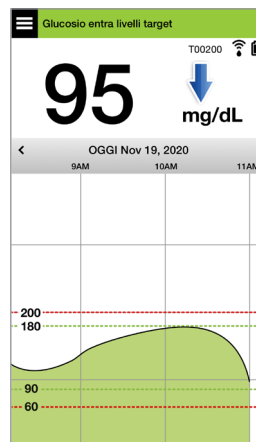 Glucosio entra livelli target
T00200
95
mg/dL
< OGGI Nov 19, 2020
9AM 10AM 11AM
200
180
90
60